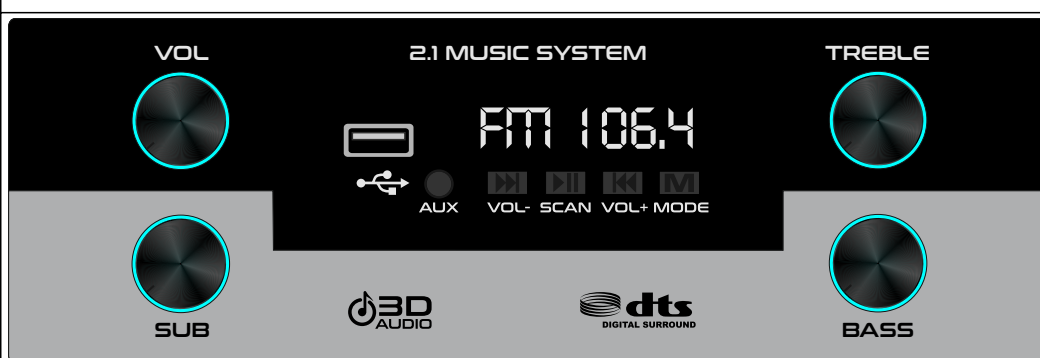 VOL
2.1 MUSIC SYSTEM
TREBLE
FM 106.4
M
AUX
VOL- SCAN VOL+ MODE
3D
AUDIO
dts
DIGITAL SURROUND
SUB
BASS